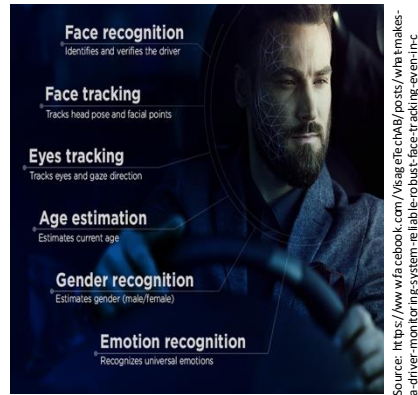 Face recognition
Identifies and verifies the driver
Face tracking
Tracks head pose and facial points
Eyes tracking
Tracks eyes and gaze direction
Age estimation
Estimates current age
Gender recognition
Estimates gender (male/female)
Emotion recognition
Recognizes universal emotions
Source: https://www.facebook.com/VisageTechAB/posts/what-makes-
a-driver-monitoring-system-reliable-robust-face-tracking-even-in-c